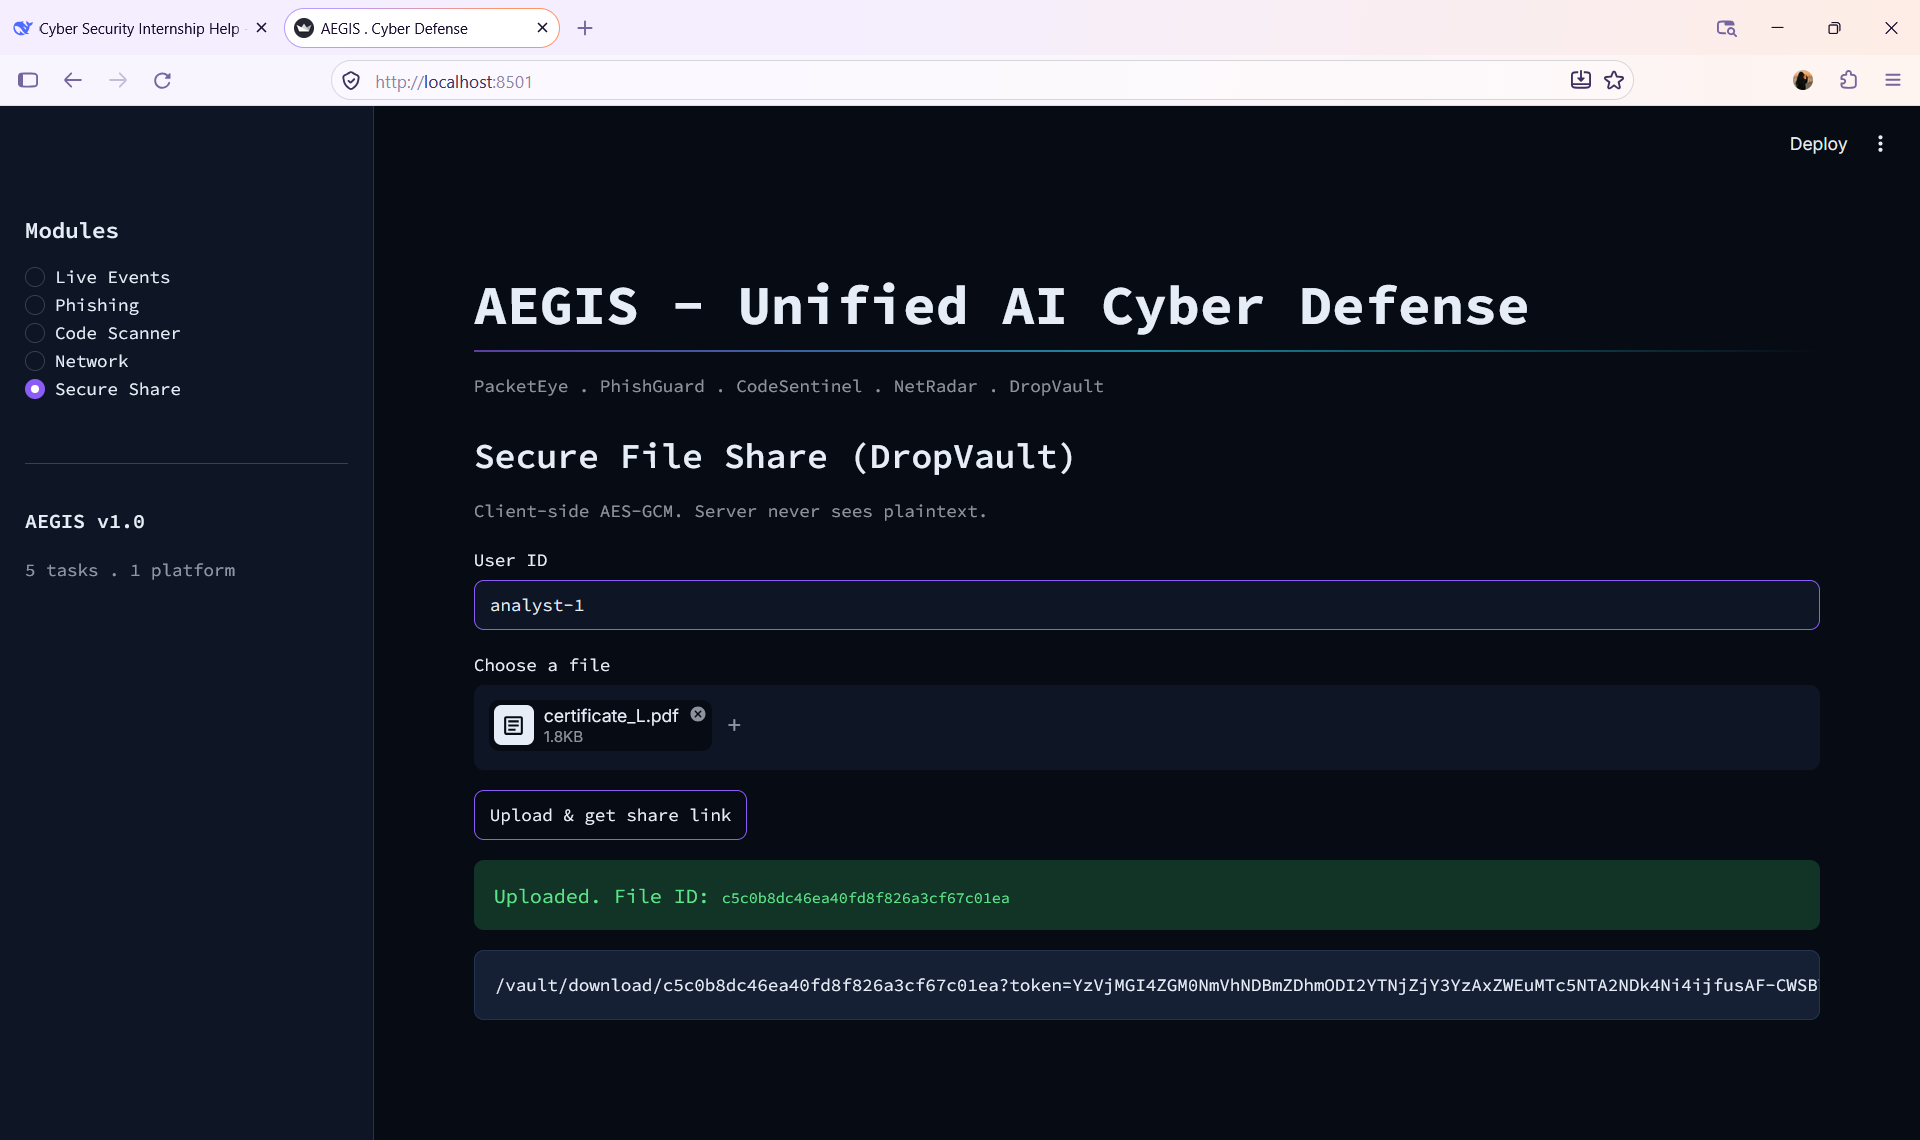 Cyber Security Internship Help
AEGIS . Cyber Defense
http://localhost:8501
Deploy
Modules
Live Events
Phishing
Code Scanner
Network
Secure Share
AEGIS v1.0
5 tasks . 1 platform
AEGIS - Unified AI Cyber Defense
PacketEye . PhishGuard . CodeSentinel . NetRadar . DropVault
Secure File Share (DropVault)
Client-side AES-GCM. Server never sees plaintext.
User ID
analyst-1
Choose a file
certificate_L.pdf
1.8KB
Upload & get share link
Uploaded. File ID: c5c0b8dc46ea40fd8f826a3cf67c01ea
/vault/download/c5c0b8dc46ea40fd8f826a3cf67c01ea?token=YzVjMGI4ZGM0NmVhNDBmZDhmODI2YTNjZjY3YzAxZWEuMTc5NTA2NDk4Ni4ijfusAF-CWSB